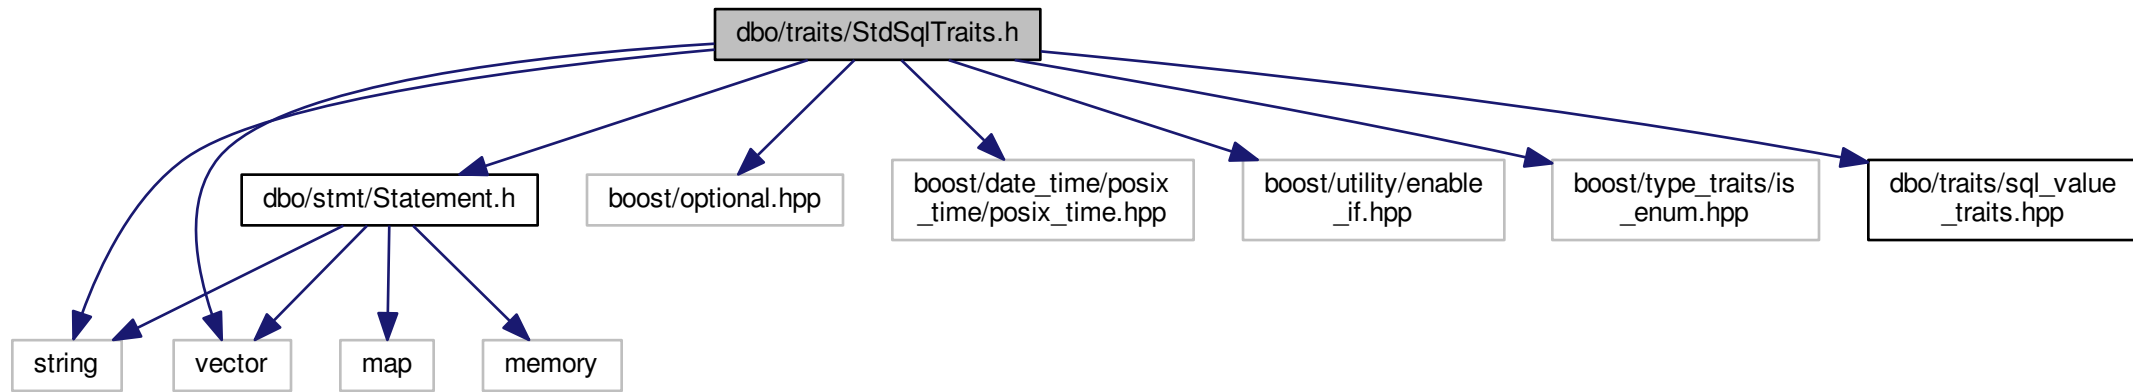 dbo/traits/StdSqlTraits.h
dbo/stmt/Statement.h
boost/optional.hpp
boost/date_time/posix
_time/posix_time.hpp
boost/utility/enable
_if.hpp
boost/type_traits/is
_enum.hpp
dbo/traits/sql_value
_traits.hpp
string
vector
map
memory